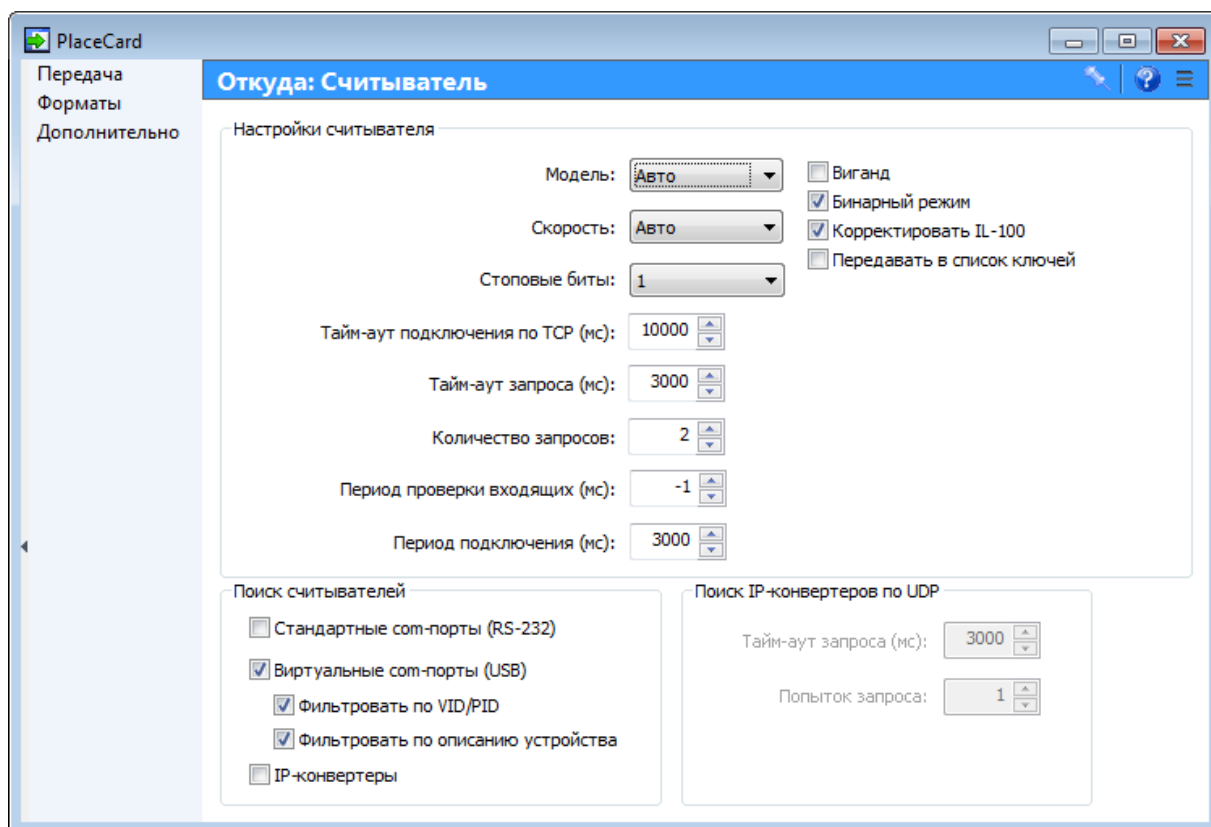 PlaceCard
Передача
Форматы
Дополнительно
Откуда: Считыватель
Настройки считывателя
Модель: Авто
Скорость: Авто
Стоповые биты: 1
Виганд
Бинарный режим
Корректировать IL-100
Передавать в список ключей
Тайм-аут подключения по TCP (мс): 10000
Тайм-аут запроса (мс): 3000
Количество запросов: 2
Период проверки входящих (мс): -1
Период подключения (мс): 3000
Поиск считывателей
Стандартные com-порты (RS-232)
Виртуальные com-порты (USB)
Фильтровать по VID/PID
Фильтровать по описанию устройства
IP-конвертеры
Поиск IP-конвертеров по UDP
Тайм-аут запроса (мс): 3000
Попыток запроса: 1